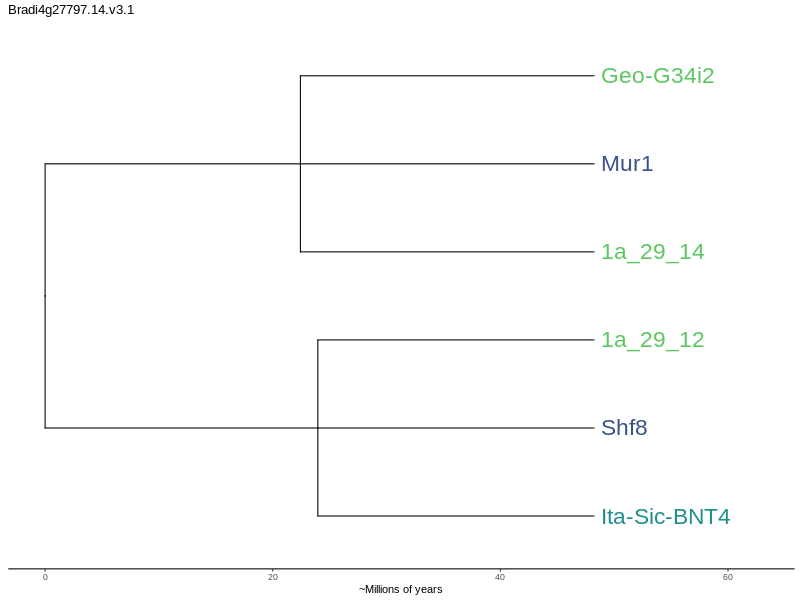 Bradi4g27797.14.v3.1
Geo-G34i2
Mur1
1a_29_14
1a_29_12
Shf8
Ita-Sic-BNT4
0 20 40 60
~Millions of years